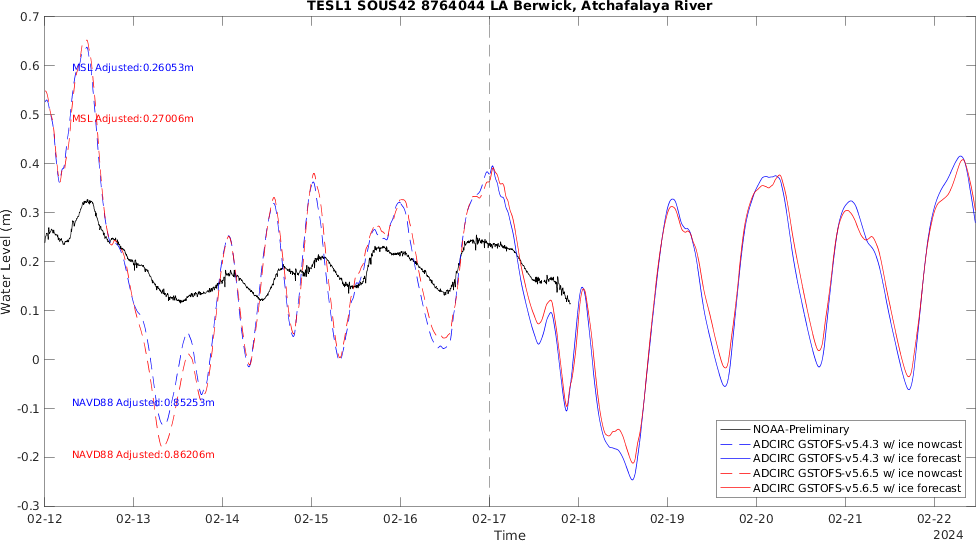 TESL1 SOUS42 8764044 LA Berwick, Atchafalaya River
0.7
0.6
0.5
0.4
0.3
0.2
0.1
0
-0.1
-0.2
-0.3
Water Level (m)
MSL Adjusted:0.26053m
MSL Adjusted:0.27006m
NAVD88 Adjusted:0.85253m
NAVD88 Adjusted:0.86206m
NOAA-Preliminary
ADCIRC GSTOFS-v5.4.3 w/ ice nowcast
ADCIRC GSTOFS-v5.4.3 w/ ice forecast
ADCIRC GSTOFS-v5.6.5 w/ ice nowcast
ADCIRC GSTOFS-v5.6.5 w/ ice forecast
02-12 02-13 02-14 02-15 02-16 02-17 02-18 02-19 02-20 02-21 02-22
Time
2024